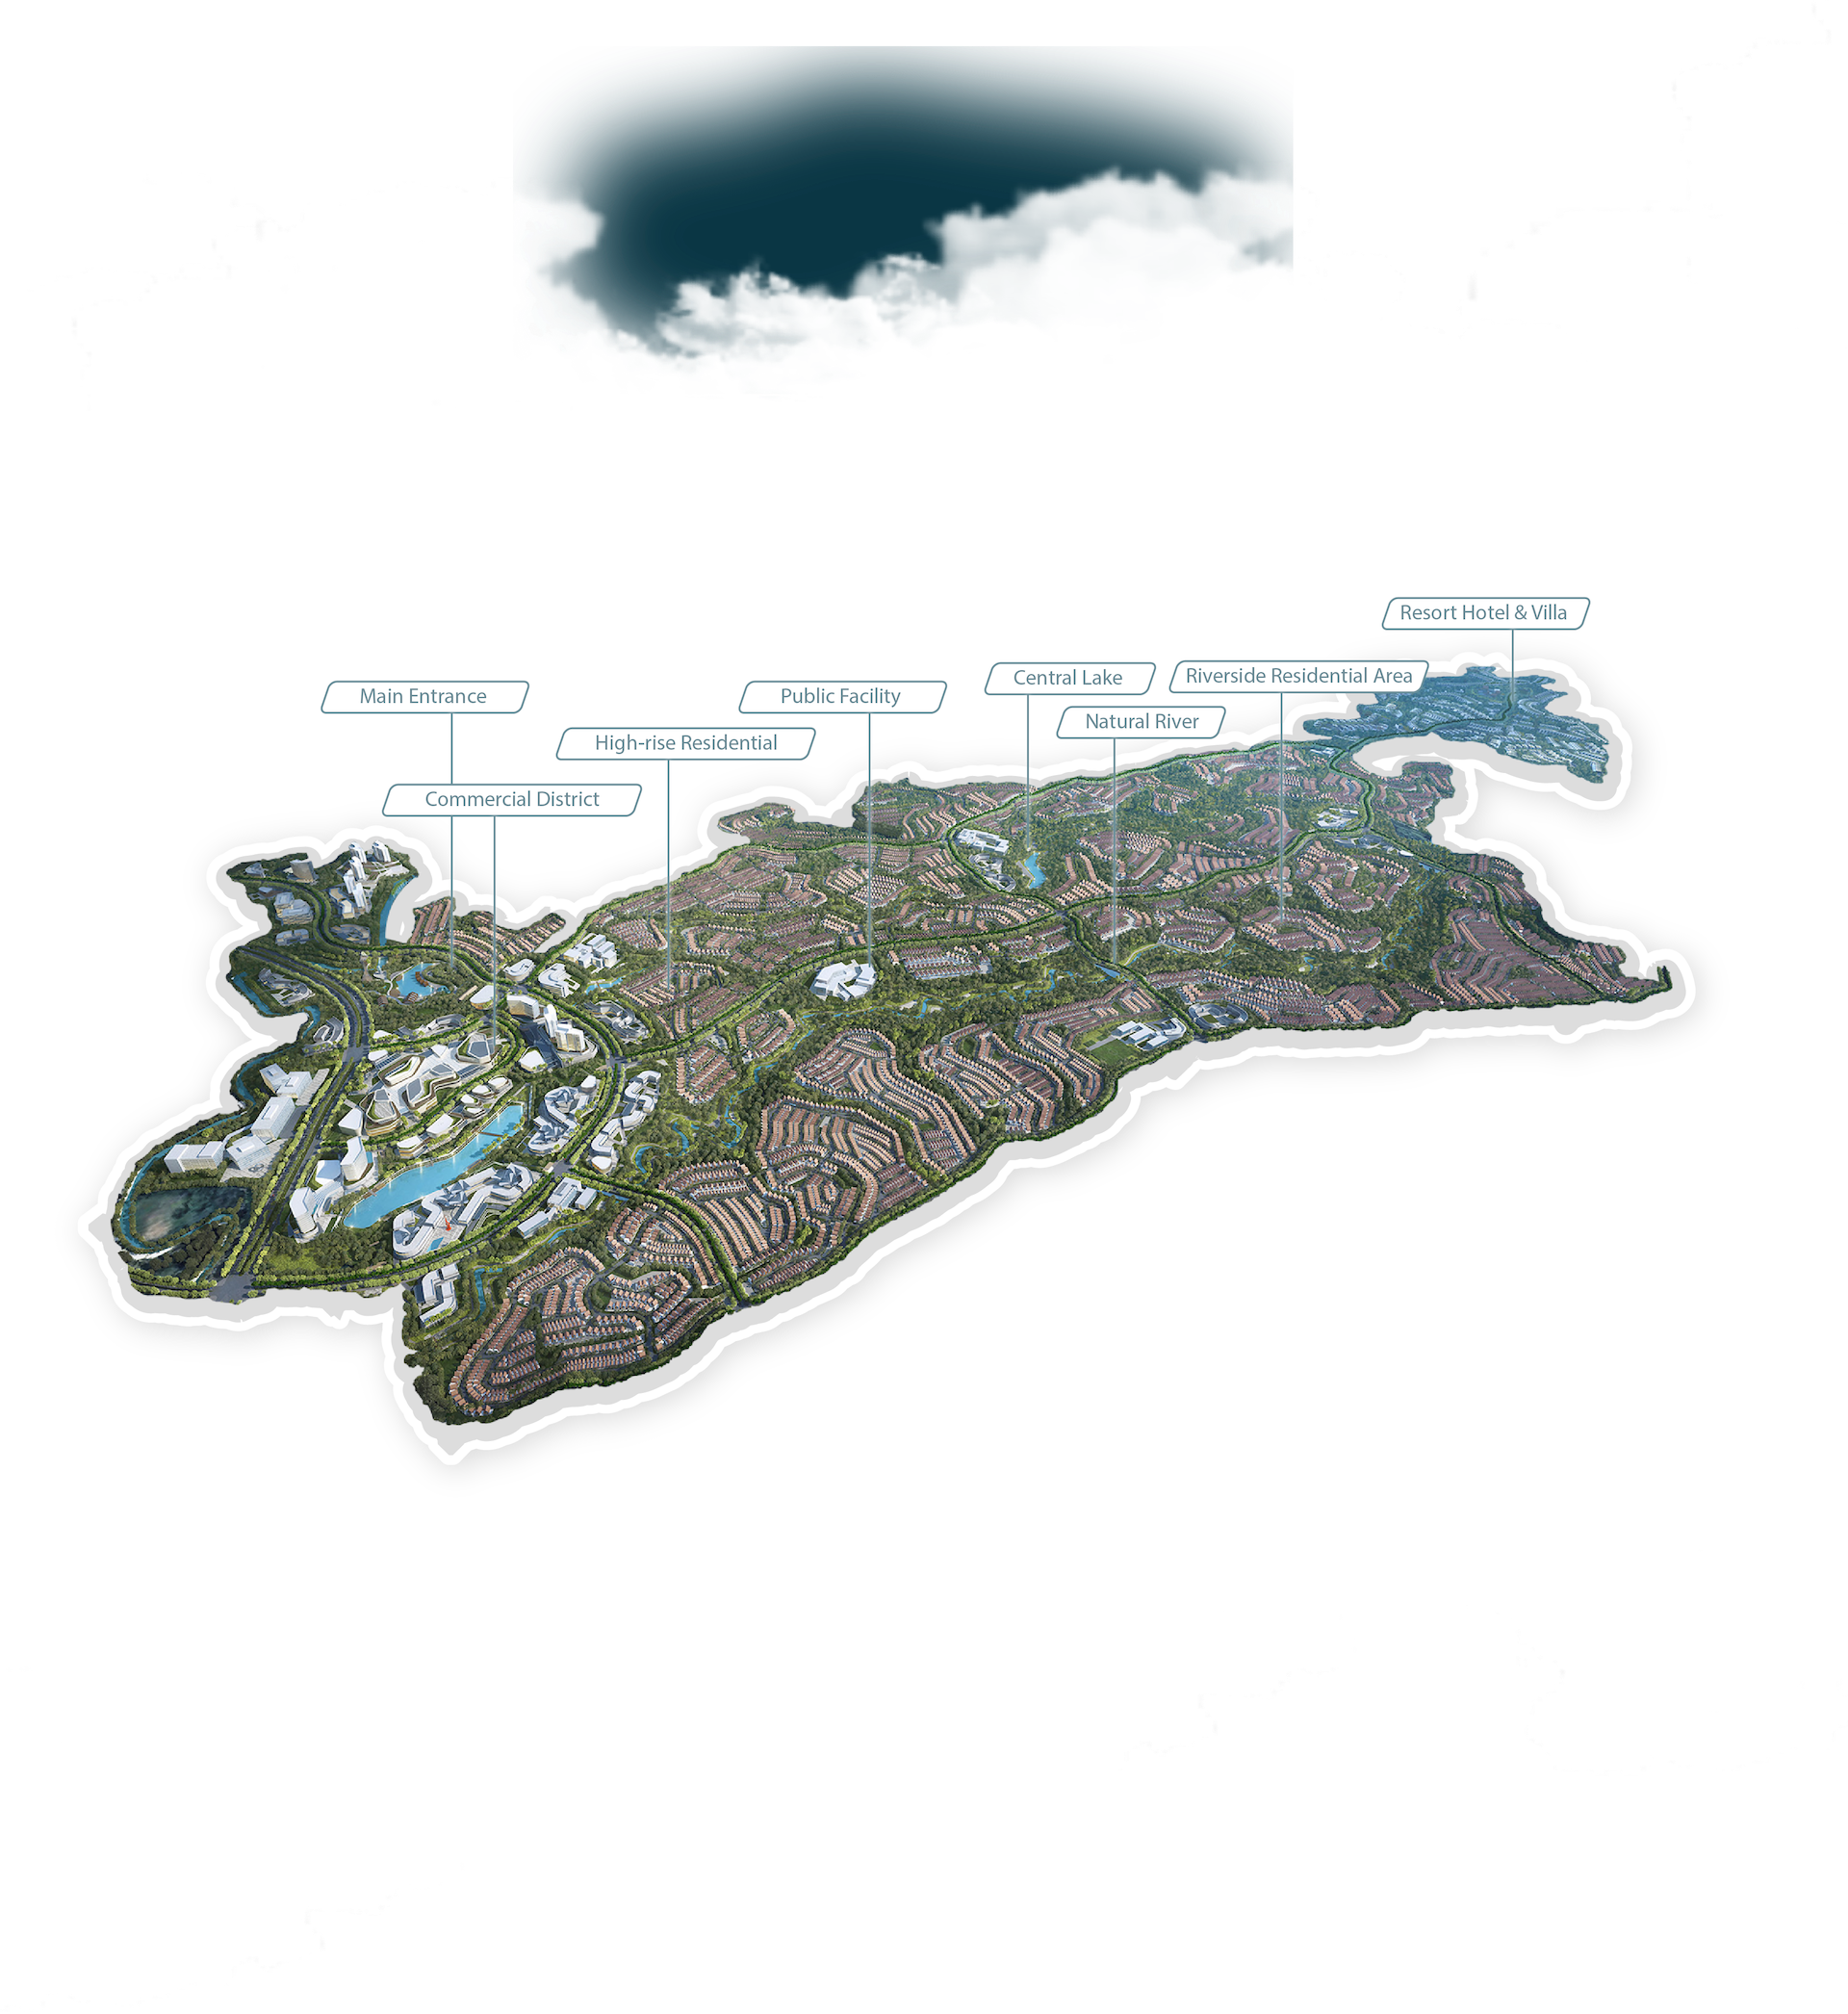 Resort Hotel & Villa
Main Entrance
Public Facility
Central Lake
Riverside Residential Area
Natural River
High-rise Residential
Commercial District